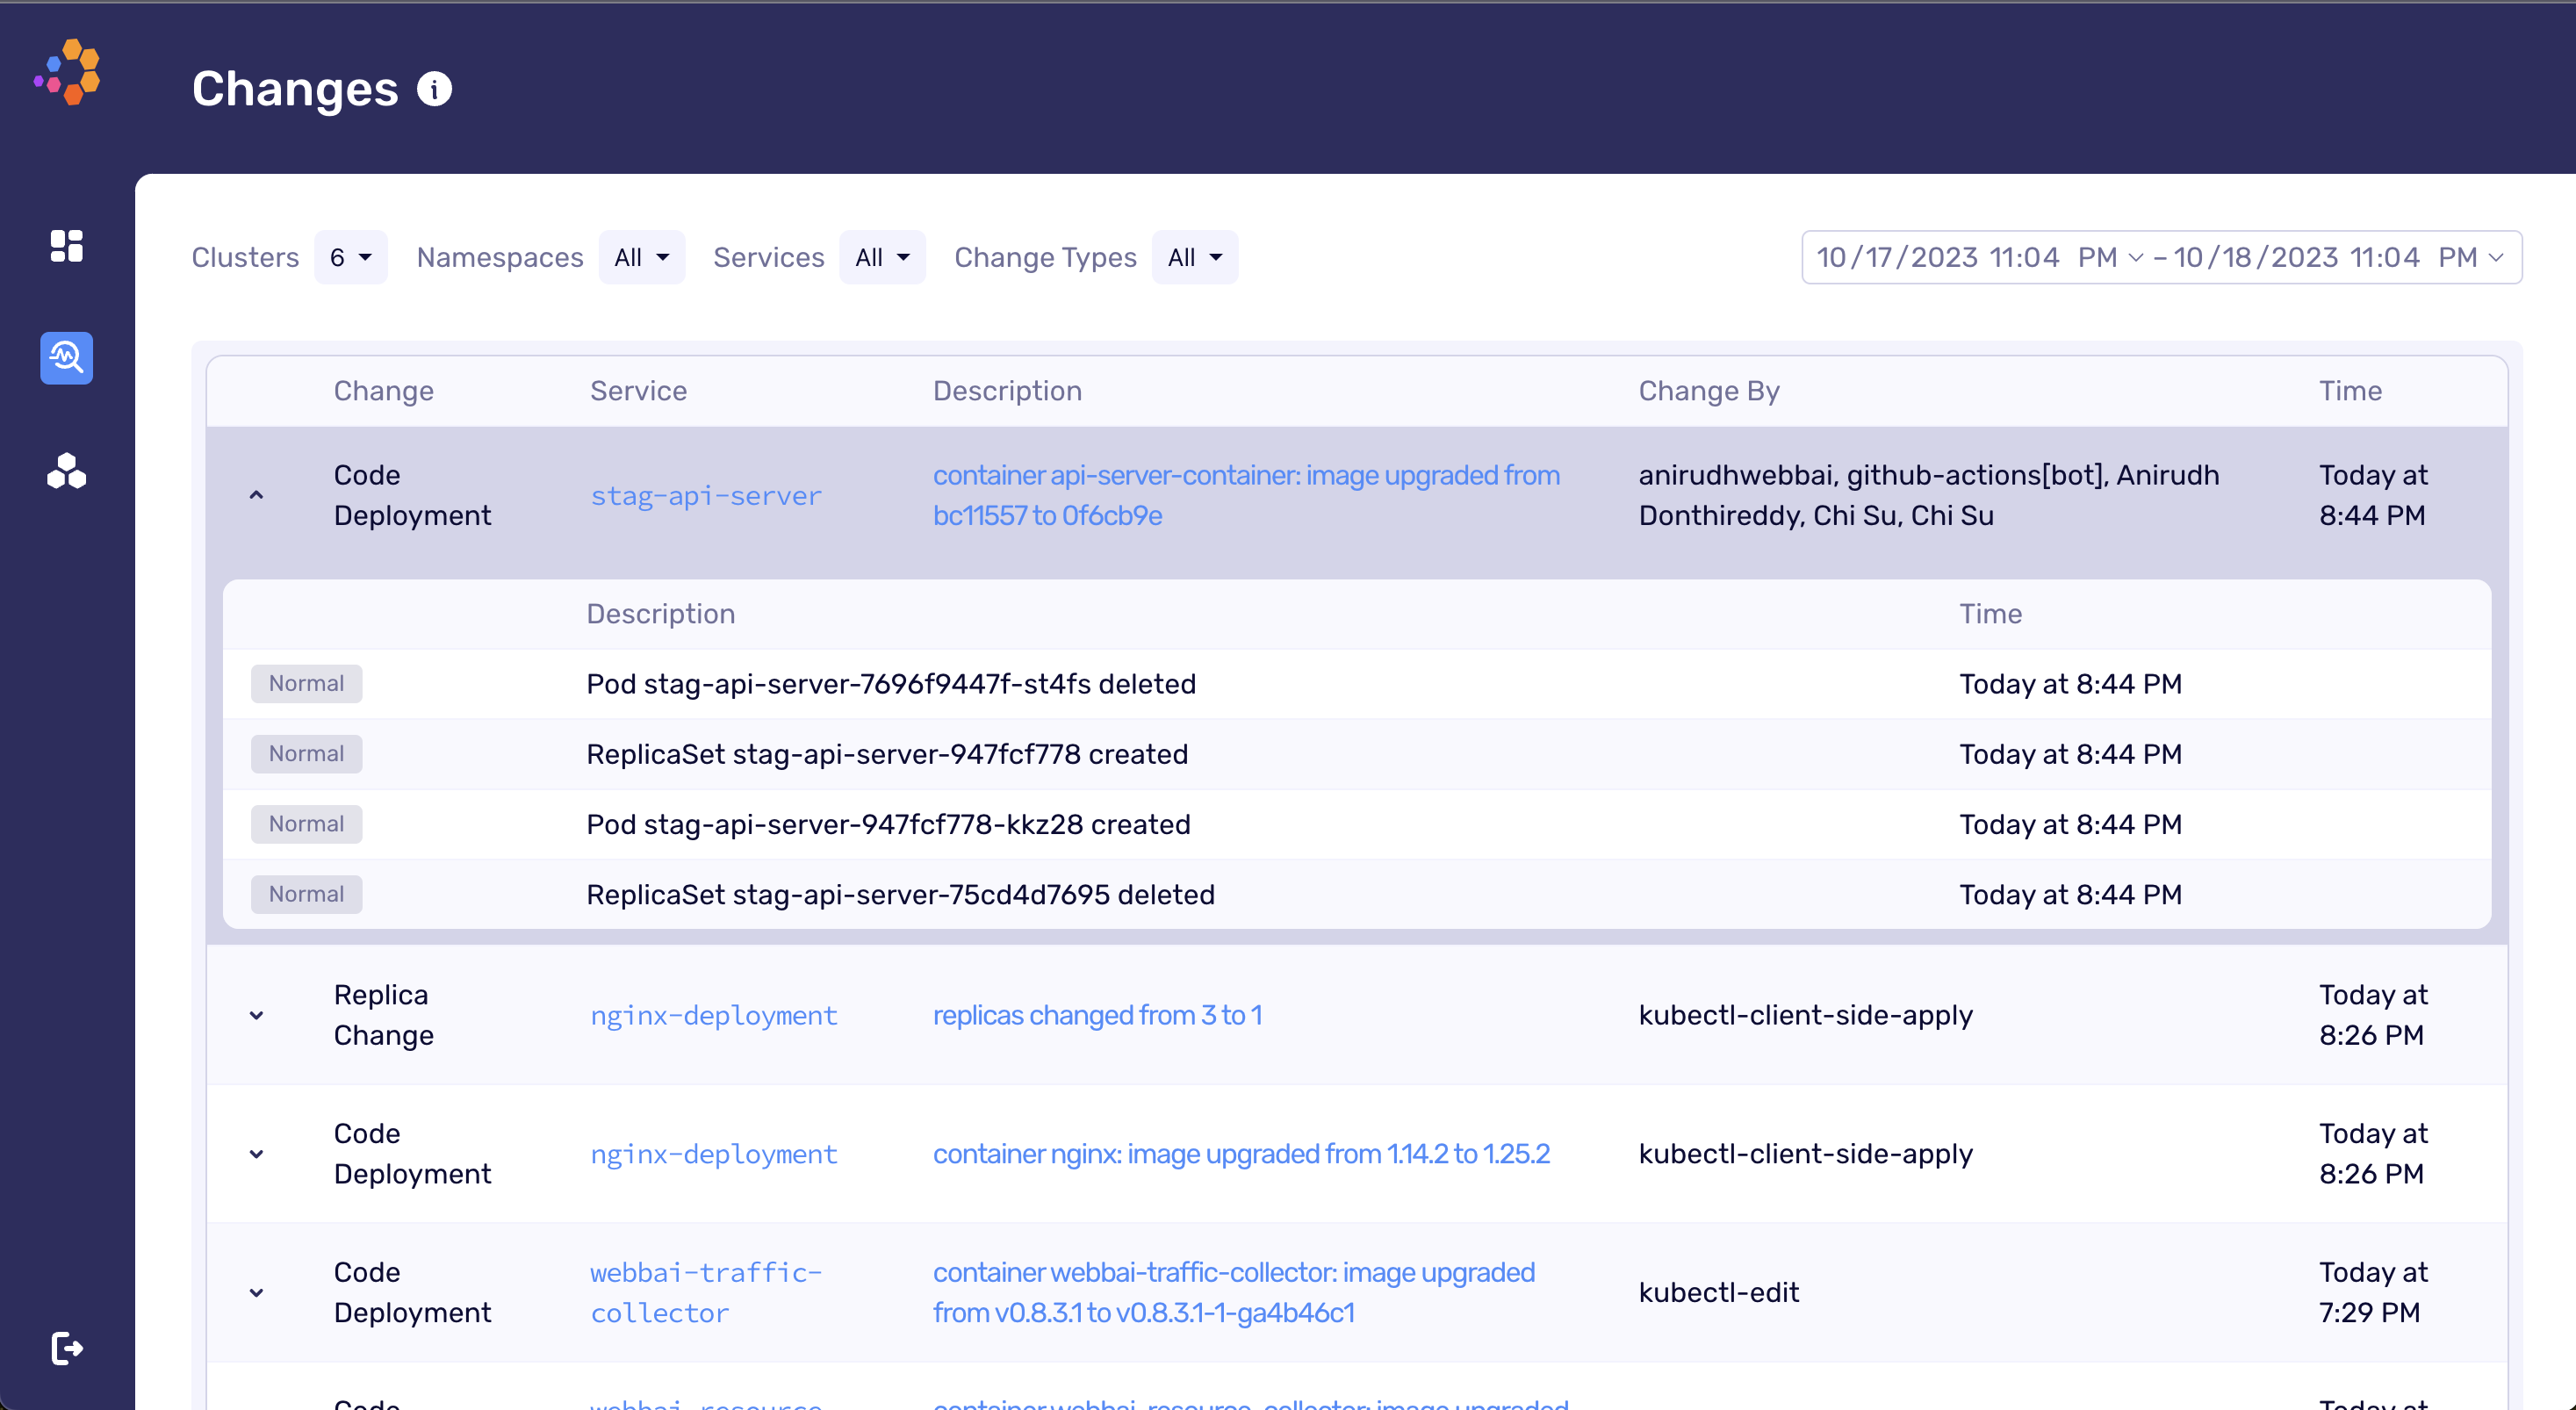 Changes
Clusters 6 Namespaces All Services All Change Types All 10/17/2023 11:04 PM – 10/18/2023 11:04 PM
Change Service Description Change By Time
Code Deployment
stag-api-server
container api-server-container: image upgraded from
bc11557 to 0f6cb9e
anirudhwebbai, github-actions[bot], Anirudh
Donthireddy, Chi Su, Chi Su
Today at
8:44 PM
Description Time
Normal Pod stag-api-server-7696f9447f-st4fs deleted Today at 8:44 PM
Normal ReplicaSet stag-api-server-947fcf778 created Today at 8:44 PM
Normal Pod stag-api-server-947fcf778-kkz28 created Today at 8:44 PM
Normal ReplicaSet stag-api-server-75cd4d7695 deleted Today at 8:44 PM
Replica
Change
nginx-deployment
replicas changed from 3 to 1
kubectl-client-side-apply
Today at
8:26 PM
Code
Deployment
nginx-deployment
container nginx: image upgraded from 1.14.2 to 1.25.2
kubectl-client-side-apply
Today at
8:26 PM
Code
Deployment
webbai-traffic-
collector
container webbai-traffic-collector: image upgraded
from v0.8.3.1 to v0.8.3.1-1-ga4b46c1
kubectl-edit
Today at
7:29 PM
Code
webbai-resource-
container webbai-resource-collector: image upgraded
Today at